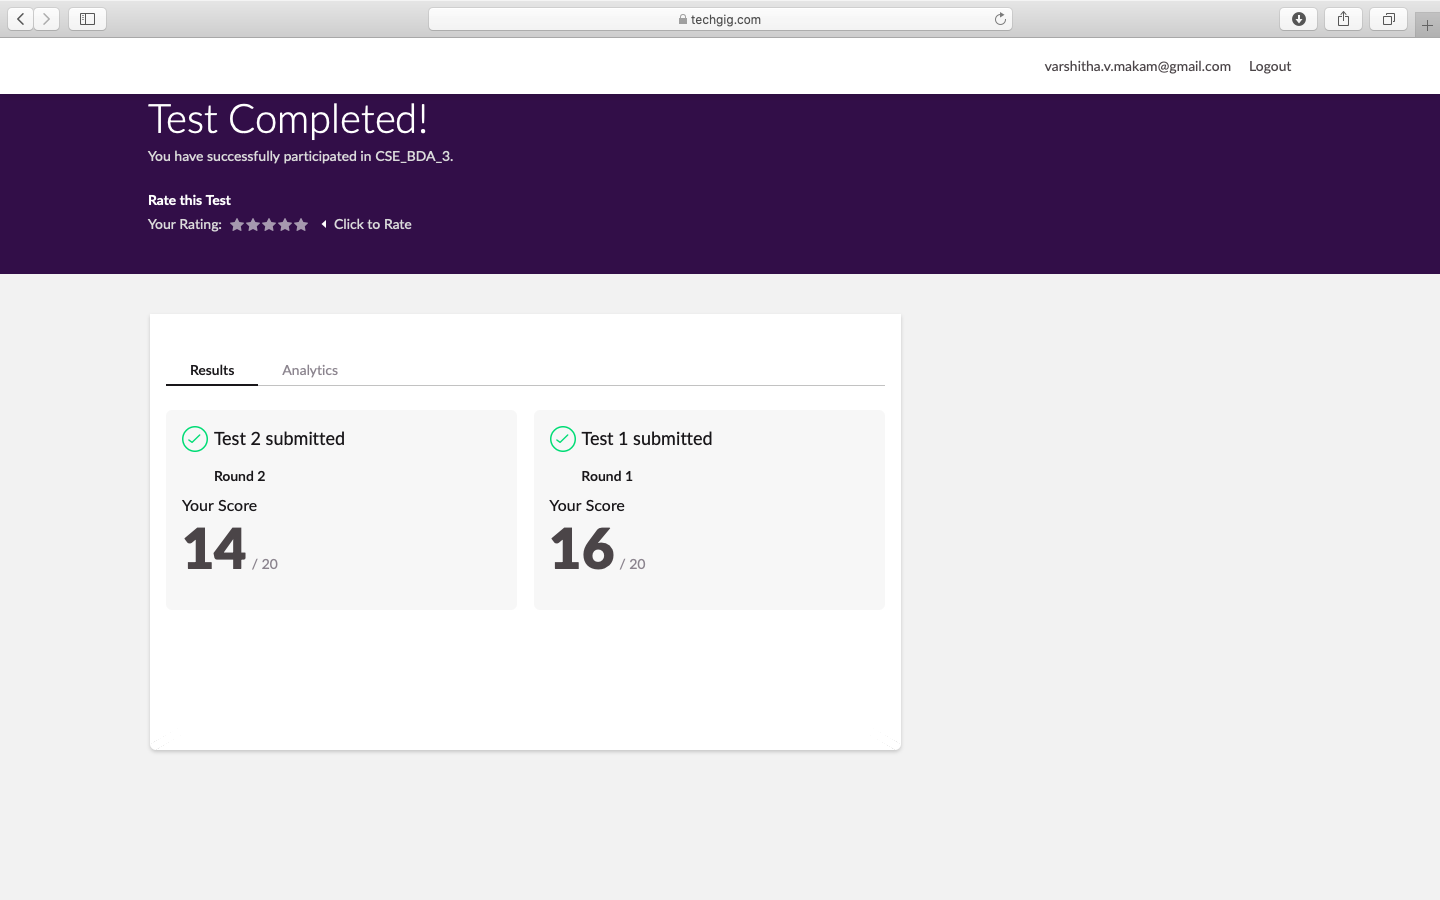 techgig.com
varshitha.v.makam@gmail.com Logout
Test Completed!
You have successfully participated in CSE_BDA_3.
Rate this Test
Your Rating: Click to Rate
Results Analytics
Test 2 submitted
Round 2
Your Score
14 / 20
Test 1 submitted
Round 1
Your Score
16 / 20